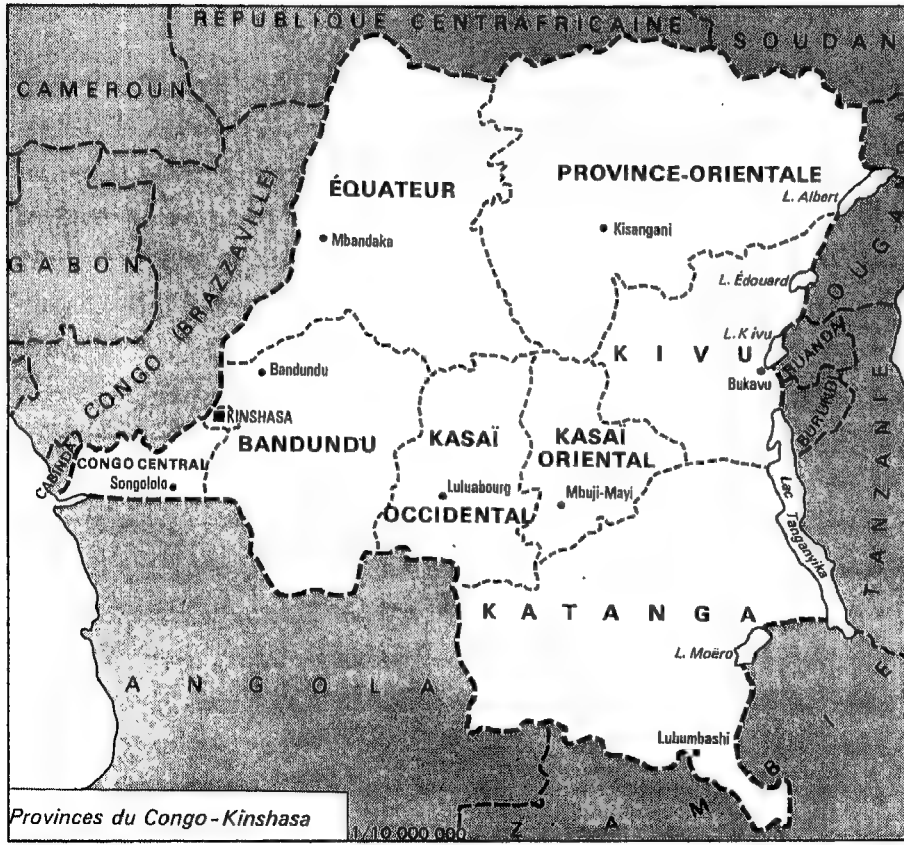 RÉPUBLIQUE CENTRAFRICAINE
SOUDAN
CAMEROUN
ÉQUATEUR
PROVINCE-ORIENTALE
L. Albert
Mbandaka
Kisangani
GABON
CONGO (BRAZZAVILLE)
OUGANDA
L. Édouard
L. Kivu
KIVU
RUANDA
Bandundu
Bukavu
KINSHASA
BURUNDI
BANDUNDU
KASAÏ
KASAÏ
ORIENTAL
CABINDA
CONGO CENTRAL
Songololo
Luluabourg
Mbuji-Mayi
OCCIDENTAL
Lac Tanganyika
TANZANIE
KATANGA
L. Moëro
ANGOLA
Lubumbashi
ZAMBIE
Provinces du Congo-Kinshasa
1/10 000 000